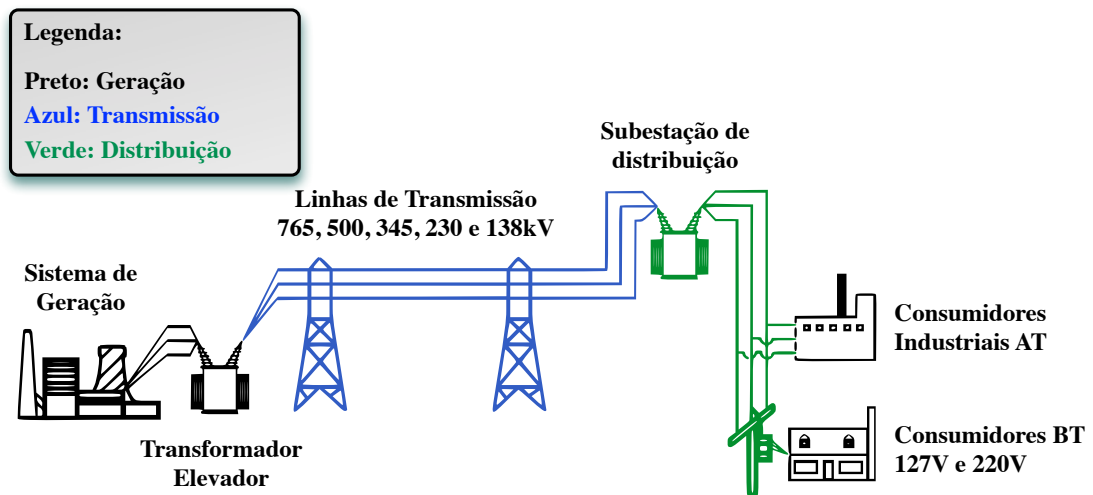 Legenda:
Preto: Geração
Azul: Transmissão
Verde: Distribuição
Subestação de
distribuição
Linhas de Transmissão
765, 500, 345, 230 e 138kV
Sistema de
Geração
Transformador
Elevador
Consumidores
Industriais AT
Consumidores BT
127V e 220V